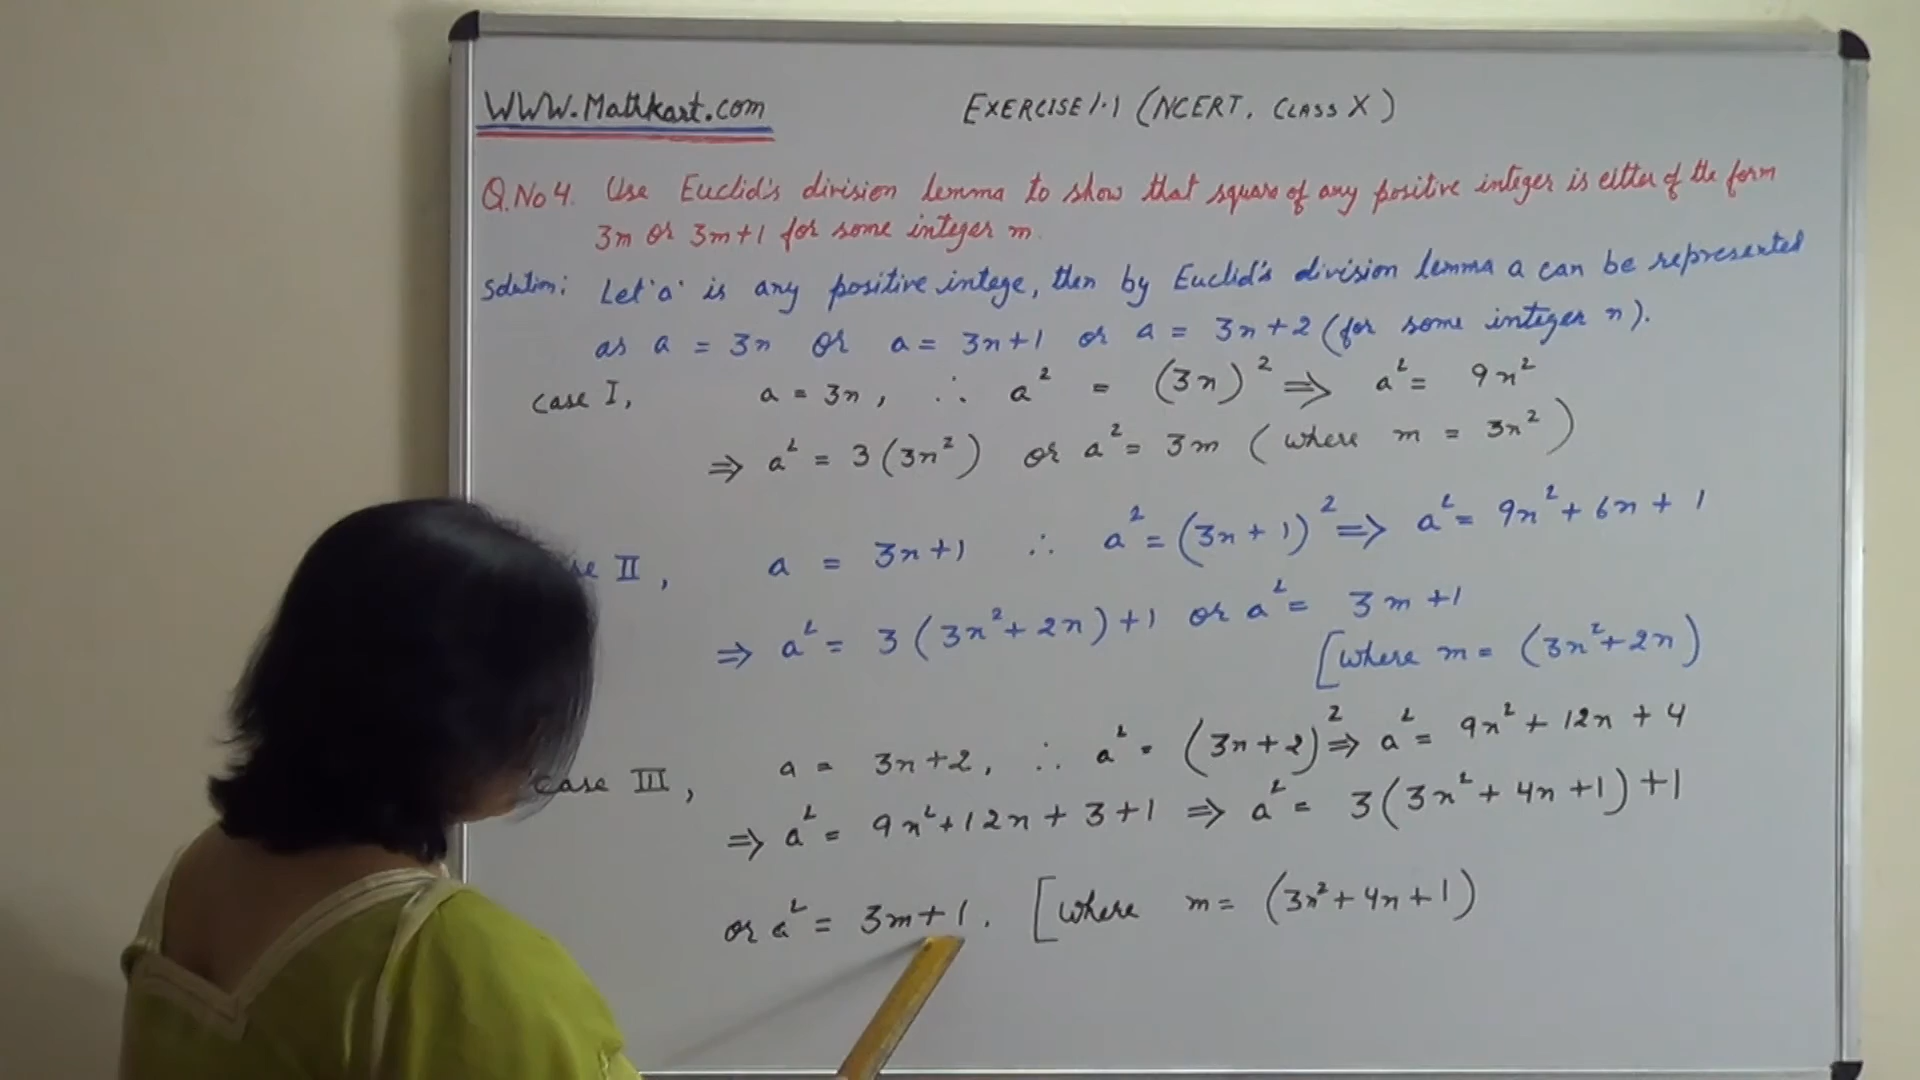 WWW.Mathkart.com
EXERCISE 1.1 (NCERT, CLASS X)
Q.No 4. Use Euclid's division lemma to show that square of any positive integer is either of the form
3m or 3m+1 for some integer m.
Solution: Let 'a' is any positive intege, then by Euclid's division lemma a can be represented
as a = 3n or a = 3n+1 or a = 3n+2 (for some integer n).
Case I, a = 3n, ∴ a² = (3n)² ⇒ a² = 9n²
⇒ a² = 3(3n²) or a² = 3m (where m = 3n²)
II, a = 3n+1 ∴ a² = (3n+1)² ⇒ a² = 9n² + 6n + 1
⇒ a² = 3(3n² + 2n) + 1 or a² = 3m+1
[where m = (3n² + 2n)
Case III, a = 3n+2, ∴ a² = (3n+2)² ⇒ a² = 9n² + 12n + 4
⇒ a² = 9n² + 12n + 3 + 1 ⇒ a² = 3(3n² + 4n + 1) + 1
or a² = 3m+1. [where m = (3n² + 4n + 1)